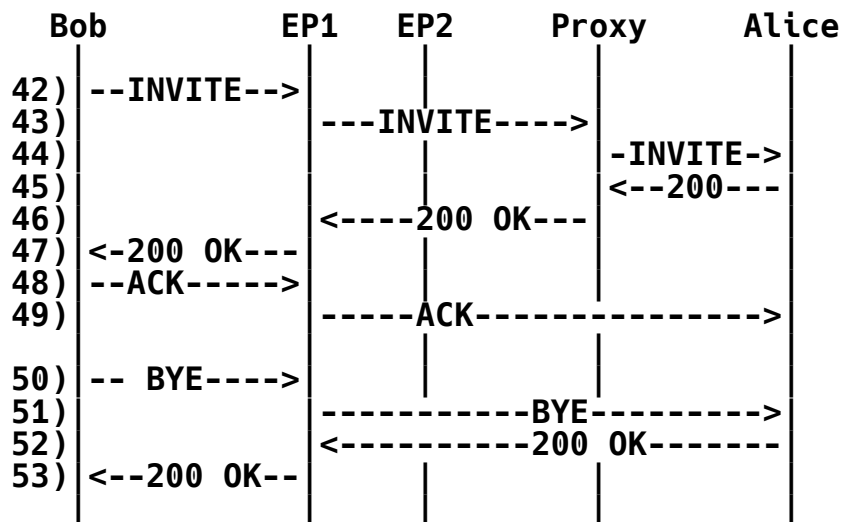 Bob EP1 EP2 Proxy Alice
42) --INVITE-->
43) ---INVITE---->
44) -INVITE->
45) <--200---
46) <----200 OK---
47) <-200 OK---
48) --ACK----->
49) -----ACK--------------->
50) -- BYE---->
51) -----------BYE--------->
52) <----------200 OK-------
53) <--200 OK--